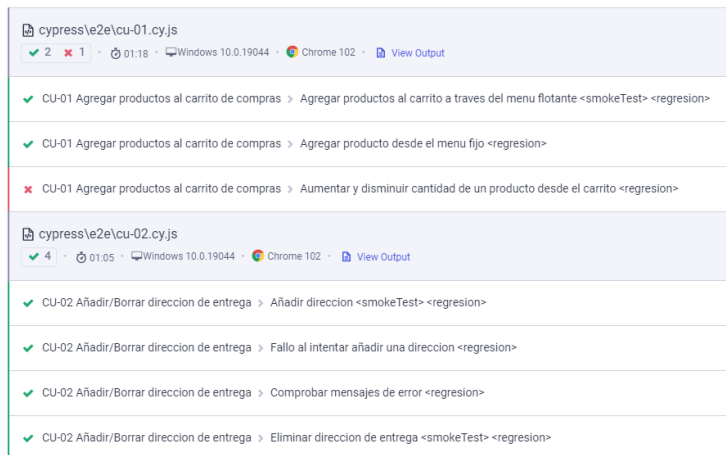 cypress\e2e\cu-01.cy.js
2 1 01:18 Windows 10.0.19044 Chrome 102 View Output
CU-01 Agregar productos al carrito de compras > Agregar productos al carrito a traves del menu flotante <smokeTest> <regresion>
CU-01 Agregar productos al carrito de compras > Agregar producto desde el menu fijo <regresion>
CU-01 Agregar productos al carrito de compras > Aumentar y disminuir cantidad de un producto desde el carrito <regresion>
cypress\e2e\cu-02.cy.js
4 01:05 Windows 10.0.19044 Chrome 102 View Output
CU-02 Añadir/Borrar direccion de entrega > Añadir direccion <smokeTest> <regresion>
CU-02 Añadir/Borrar direccion de entrega > Fallo al intentar añadir una direccion <regresion>
CU-02 Añadir/Borrar direccion de entrega > Comprobar mensajes de error <regresion>
CU-02 Añadir/Borrar direccion de entrega > Eliminar direccion de entrega <smokeTest> <regresion>